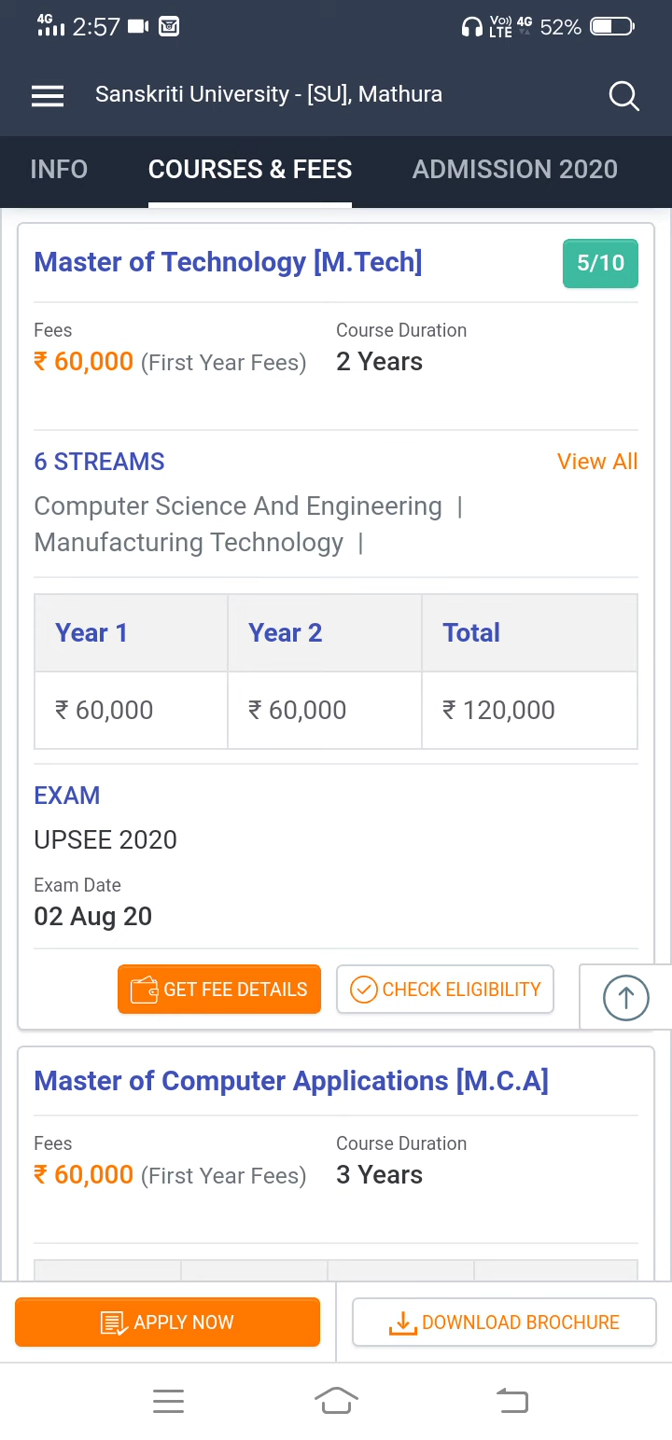 4G 2:57 Vo) LTE 4G 52%
Sanskriti University - [SU], Mathura
INFO COURSES & FEES ADMISSION 2020
Master of Technology [M.Tech] 5/10
Fees Course Duration
₹ 60,000 (First Year Fees) 2 Years
6 STREAMS View All
Computer Science And Engineering |
Manufacturing Technology |
Year 1 Year 2 Total
₹ 60,000 ₹ 60,000 ₹ 120,000
EXAM
UPSEE 2020
Exam Date
02 Aug 20
GET FEE DETAILS CHECK ELIGIBILITY
Master of Computer Applications [M.C.A]
Fees Course Duration
₹ 60,000 (First Year Fees) 3 Years
APPLY NOW DOWNLOAD BROCHURE